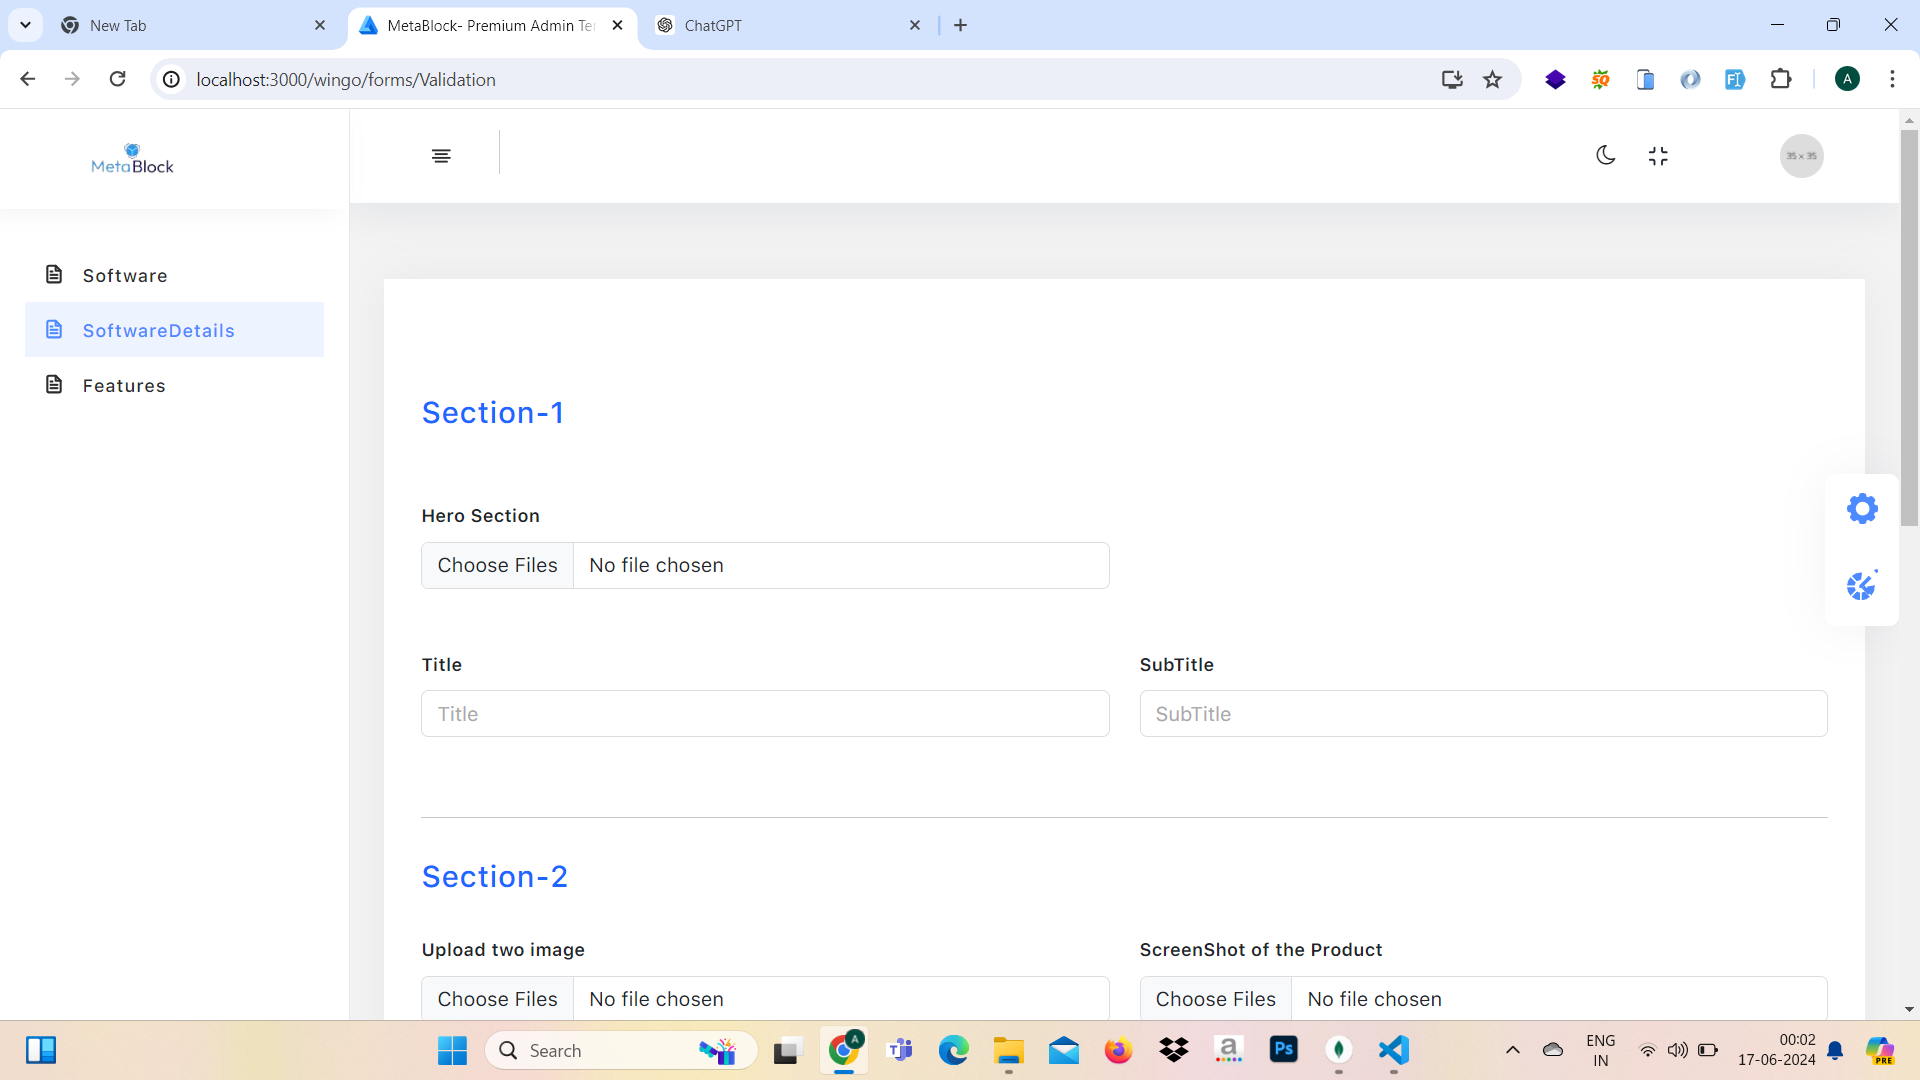 New Tab
MetaBlock- Premium Admin Te
ChatGPT
localhost:3000/wingo/forms/Validation
A
MetaBlock
35 x 35
Software
SoftwareDetails
Features
Section-1
Hero Section
Choose Files No file chosen
Title SubTitle
Title SubTitle
Section-2
Upload two image ScreenShot of the Product
Choose Files No file chosen Choose Files No file chosen
Search
A
a
Ps
ENG
IN
00:02
17-06-2024
PRE